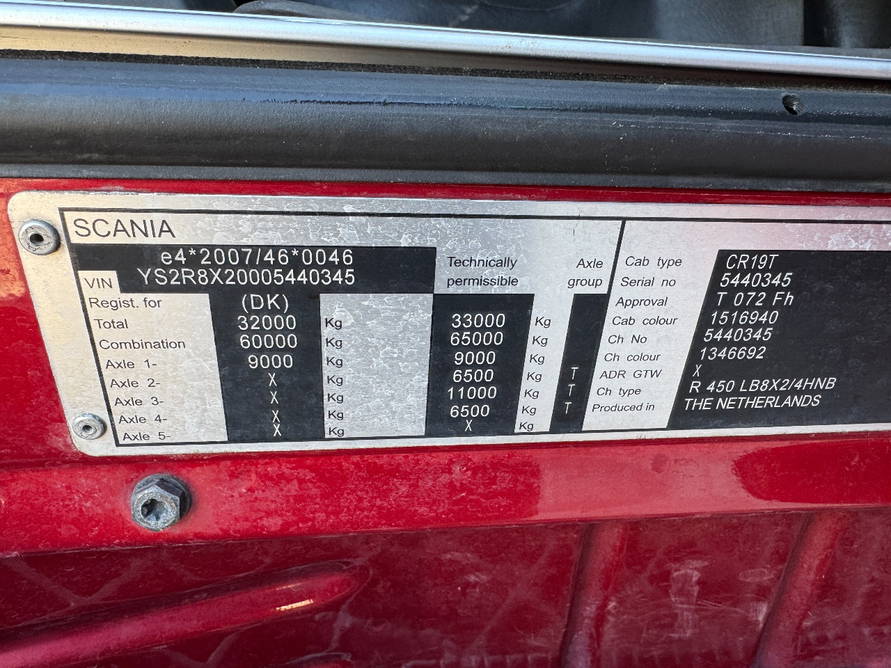 SCANIA
e4*2007/46*0046
VIN YS2R8X20005440345
Technically permissible
Axle group
Regist. for (DK)
Total 32000 Kg 33000 Kg
Combination 60000 Kg 65000 Kg
Axle 1- 9000 Kg 9000 Kg
Axle 2- X Kg 6500 Kg T
Axle 3- X Kg 11000 Kg T
Axle 4- X Kg 6500 Kg T
Axle 5- X Kg X Kg
Cab type CR19T
Serial no 5440345
Approval T 072 Fh
Cab colour 1516940
Ch No 5440345
Ch colour 1346692
ADR GTW X
Ch type R 450 LB8X2/4HNB
Produced in THE NETHERLANDS